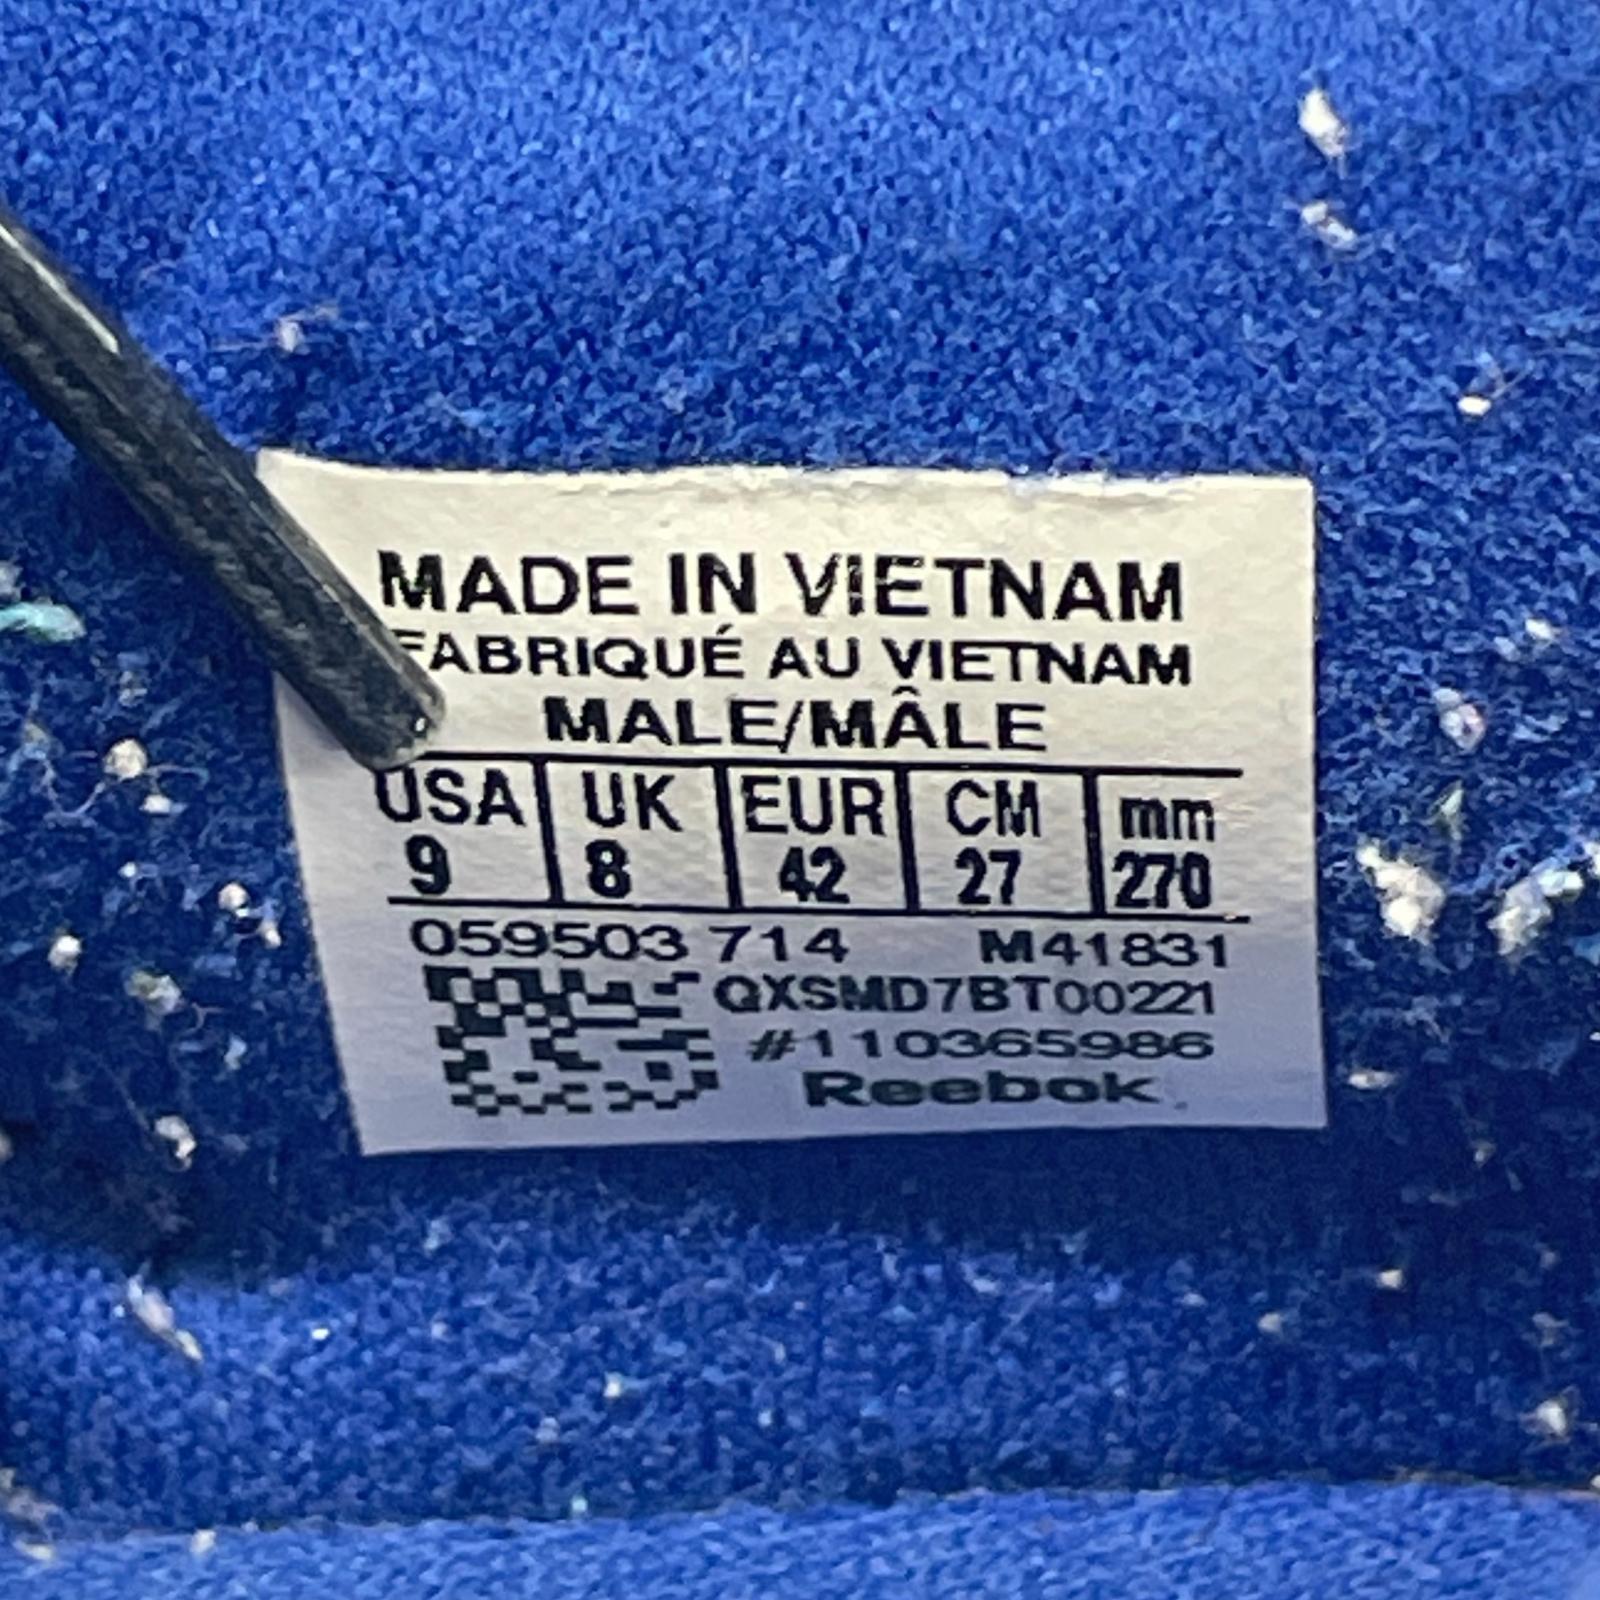 MADE IN VIETNAM
FABRIQUÉ AU VIETNAM
MALE/MÂLE
USA UK EUR CM mm
9 8 42 27 270
059503 714 M41831
QXSMD7BT00221
#110365986
Reebok